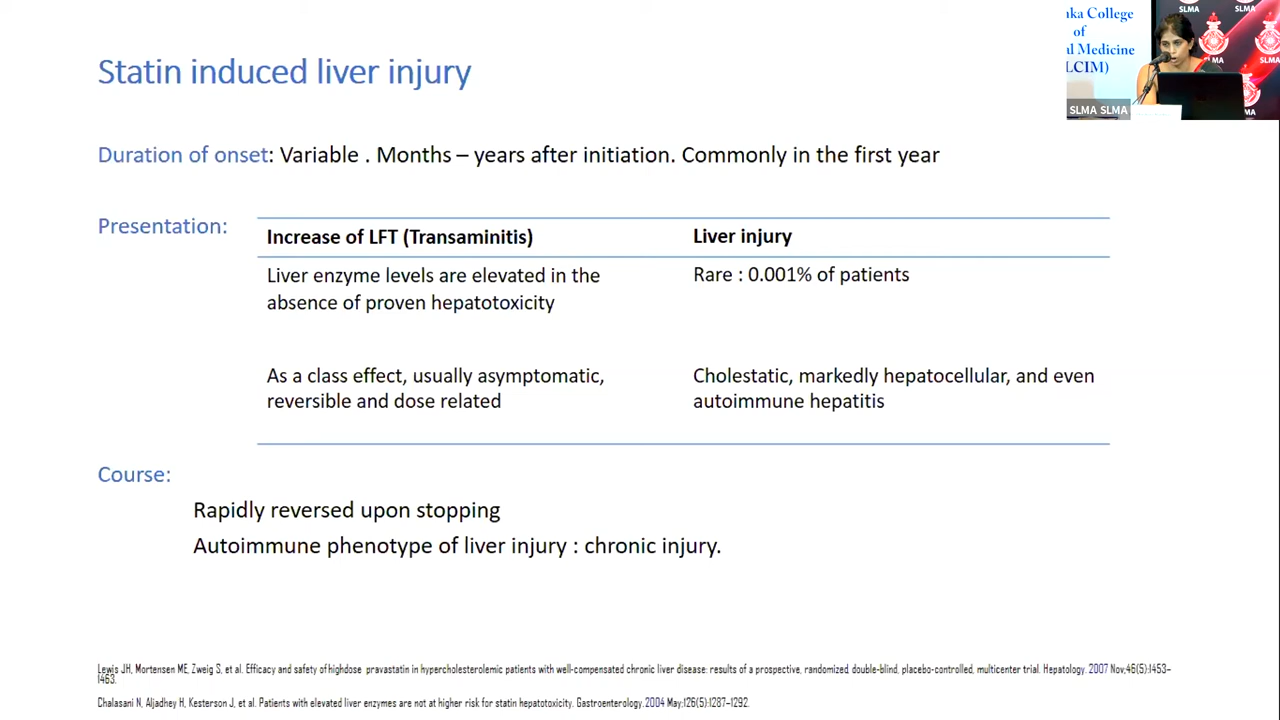 Statin induced liver injury
Duration of onset: Variable . Months – years after initiation. Commonly in the first year
Presentation:
Increase of LFT (Transaminitis)
Liver injury
Liver enzyme levels are elevated in the
absence of proven hepatotoxicity
Rare : 0.001% of patients
As a class effect, usually asymptomatic,
reversible and dose related
Cholestatic, markedly hepatocellular, and even
autoimmune hepatitis
Course:
Rapidly reversed upon stopping
Autoimmune phenotype of liver injury : chronic injury.
Lewis JH, Mortensen ME, Zweig S, et al. Efficacy and safety of highdose pravastatin in hypercholesterolemic patients with well-compensated chronic liver disease: results of a prospective, randomized, double-blind, placebo-controlled, multicenter trial. Hepatology. 2007 Nov;46(5):1453–
1463.
Chalasani N, Aljadhey H, Kesterson J, et al. Patients with elevated liver enzymes are not at higher risk for statin hepatotoxicity. Gastroenterology. 2004 May;126(5):1287–1292.
nka College
of
al Medicine
LCIM)
SLMA SLMA
SLMA
SLMA
SLMA
SLMA